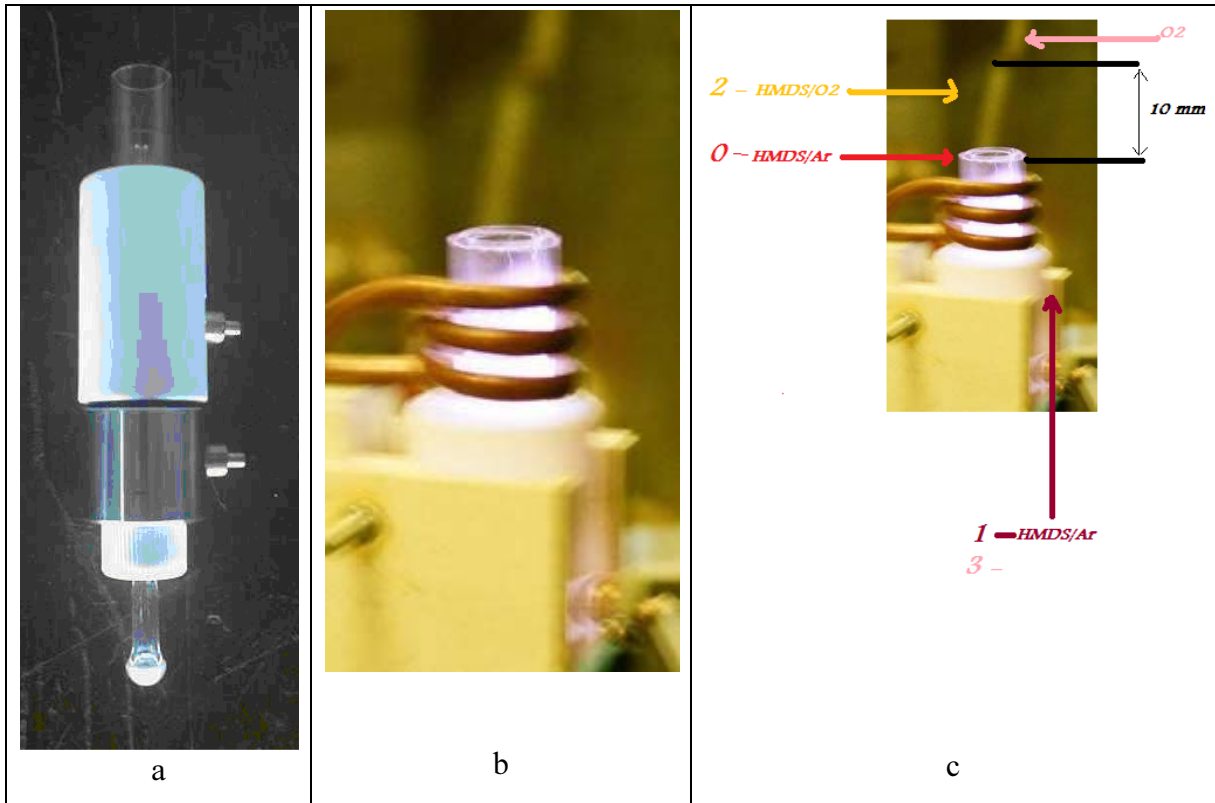 O2
2 – HMDS/O2
10 mm
0 – HMDS/Ar
1 – HMDS/Ar
3 –
a
b
c